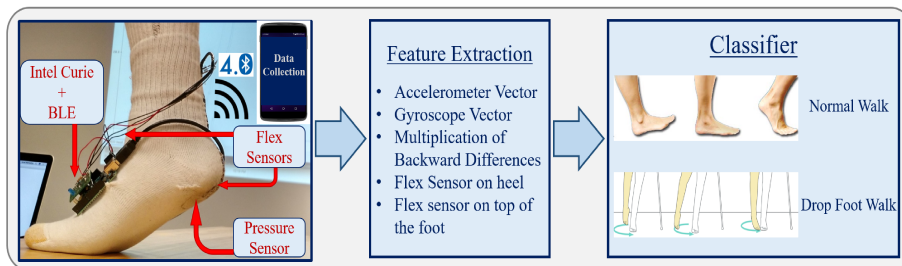 Intel Curie
+
BLE
4.0
Data
Collection
Flex
Sensors
Pressure
Sensor
Feature Extraction
• Accelerometer Vector
• Gyroscope Vector
• Multiplication of
Backward Differences
• Flex Sensor on heel
• Flex sensor on top of
the foot
Classifier
Normal Walk
Drop Foot Walk